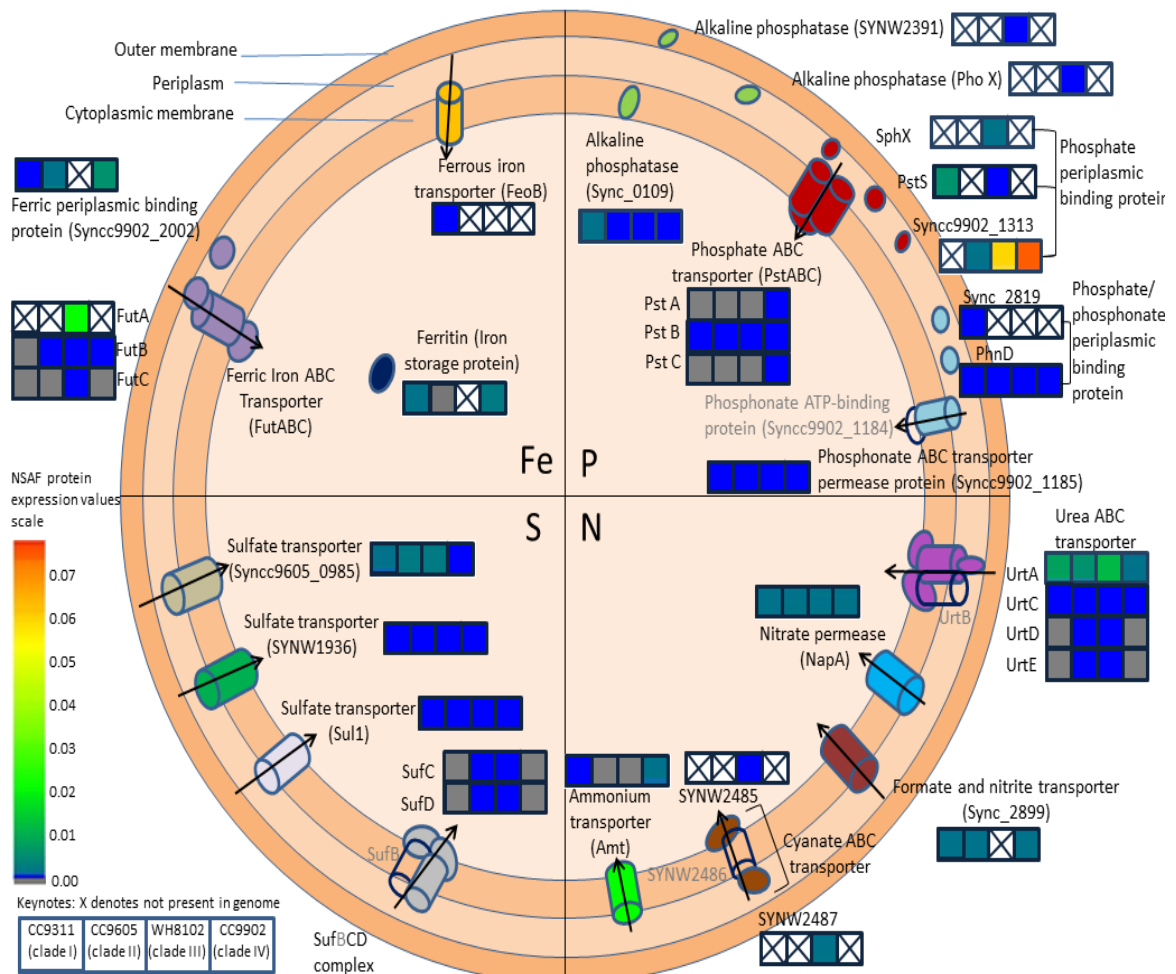 Outer membrane
Periplasm
Cytoplasmic membrane
Ferric periplasmic binding
protein (Syncc9902_2002)
FutA
FutB
FutC
Ferrous iron
transporter (FeoB)
Ferric Iron ABC
Transporter
(FutABC)
Ferritin (Iron
storage protein)
Fe
Alkaline phosphatase (SYNW2391)
Alkaline phosphatase (Pho X)
SphX
PstS
Syncc9902_1313
Phosphate
periplasmic
binding protein
Alkaline
phosphatase
(Sync_0109)
Phosphate ABC
transporter (PstABC)
Pst A
Pst B
Pst C
Sync_2819
PhnD
Phosphate/
phosphonate
periplasmic
binding
protein
Phosphonate ATP-binding
protein (Syncc9902_1184)
Phosphonate ABC transporter
permease protein (Syncc9902_1185)
P
S
N
NSAF protein
expression values
scale
0.07
0.06
0.05
0.04
0.03
0.02
0.01
0.00
Sulfate transporter
(Syncc9605_0985)
Sulfate transporter
(SYNW1936)
Sulfate transporter
(Sul1)
SufC
SufD
SufB
SufBCD
complex
Urea ABC
transporter
UrtA
UrtC
UrtD
UrtE
UrtB
Nitrate permease
(NapA)
Formate and nitrite transporter
(Sync_2899)
Ammonium
transporter
(Amt)
SYNW2485
SYNW2486
Cyanate ABC
transporter
SYNW2487
Keynotes: X denotes not present in genome
CC9311 CC9605 WH8102 CC9902
(clade I) (clade II) (clade III) (clade IV)